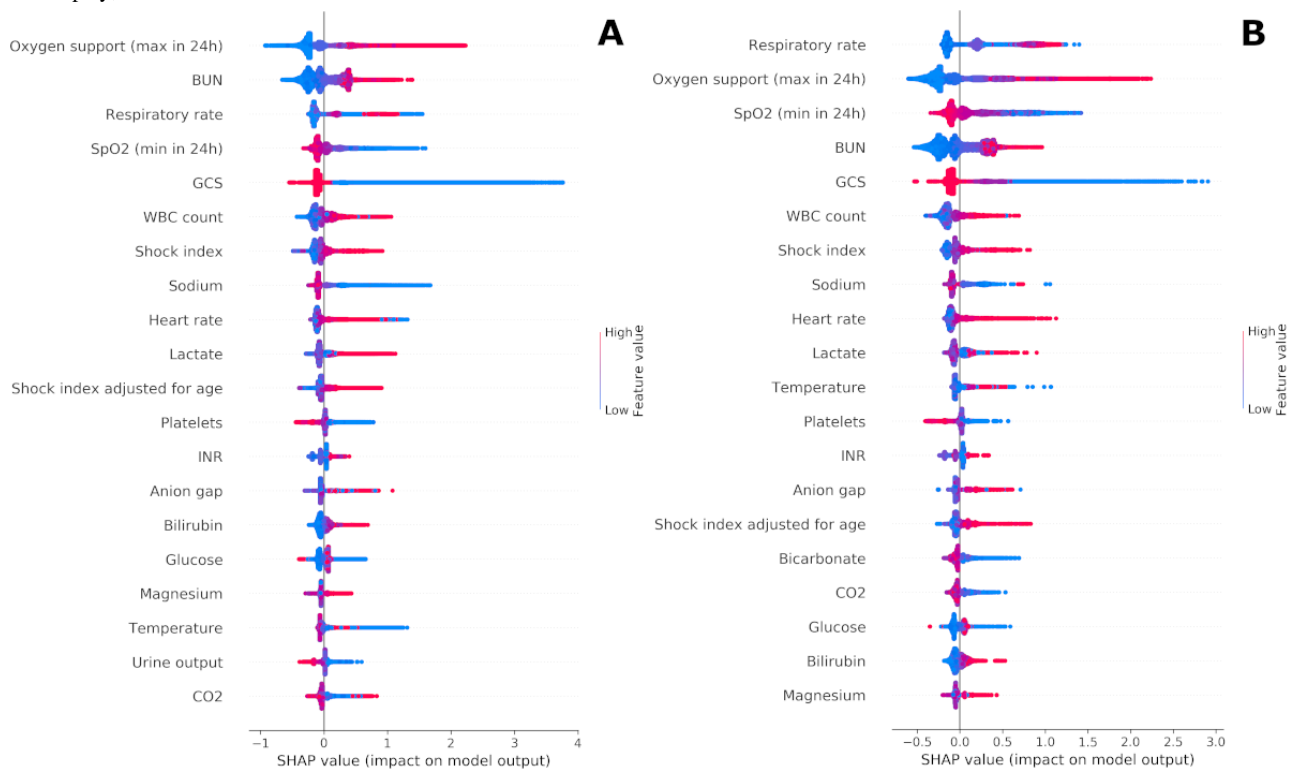 A
Oxygen support (max in 24h)
BUN
Respiratory rate
SpO2 (min in 24h)
GCS
WBC count
Shock index
Sodium
Heart rate
Lactate
Shock index adjusted for age
Platelets
INR
Anion gap
Bilirubin
Glucose
Magnesium
Temperature
Urine output
CO2
High
Low
Feature value
−1 0 1 2 3 4
SHAP value (impact on model output)
B
Respiratory rate
Oxygen support (max in 24h)
SpO2 (min in 24h)
BUN
GCS
WBC count
Shock index
Sodium
Heart rate
Lactate
Temperature
Platelets
INR
Anion gap
Shock index adjusted for age
Bicarbonate
CO2
Glucose
Bilirubin
Magnesium
High
Low
Feature value
−0.5 0.0 0.5 1.0 1.5 2.0 2.5 3.0
SHAP value (impact on model output)